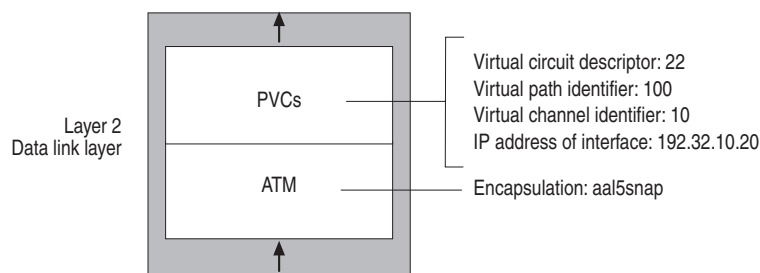 Layer 2
Data link layer
PVCs
Virtual circuit descriptor: 22
Virtual path identifier: 100
Virtual channel identifier: 10
IP address of interface: 192.32.10.20
ATM
Encapsulation: aal5snap